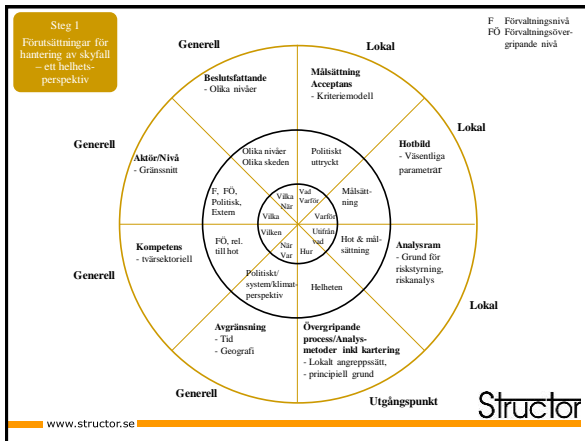 Steg 1
Förutsättningar för
hantering av skyfall
– ett helhets-
perspektiv
F Förvaltningsnivå
FÖ Förvaltningsöver-
gripande nivå
Generell
Lokal
Beslutsfattande
- Olika nivåer
Målsättning
Acceptans
- Kriteriemodell
Generell
Lokal
Aktör/Nivå
- Gränssnitt
Hotbild
- Väsentliga
parametrar
Olika nivåer
Olika skeden
Politiskt
uttryckt
F, FÖ,
Politisk,
Extern
Målsätt-
ning
Vilka
När
Vad
Varför
Vilka
Varför
Vilken
Utifrån
vad
När
Var
Hur
Kompetens
- tvärsektoriell
FÖ, rel.
till hot
Hot & mål-
sättning
Analysram
- Grund för
riskstyrning,
riskanalys
Politiskt/
system/klimat-
perspektiv
Helheten
Generell
Lokal
Avgränsning
- Tid
- Geografi
Övergripande
process/Analys-
metoder inkl kartering
- Lokalt angreppssätt,
- principiell grund
Generell
Utgångspunkt
www.structor.se
Structor